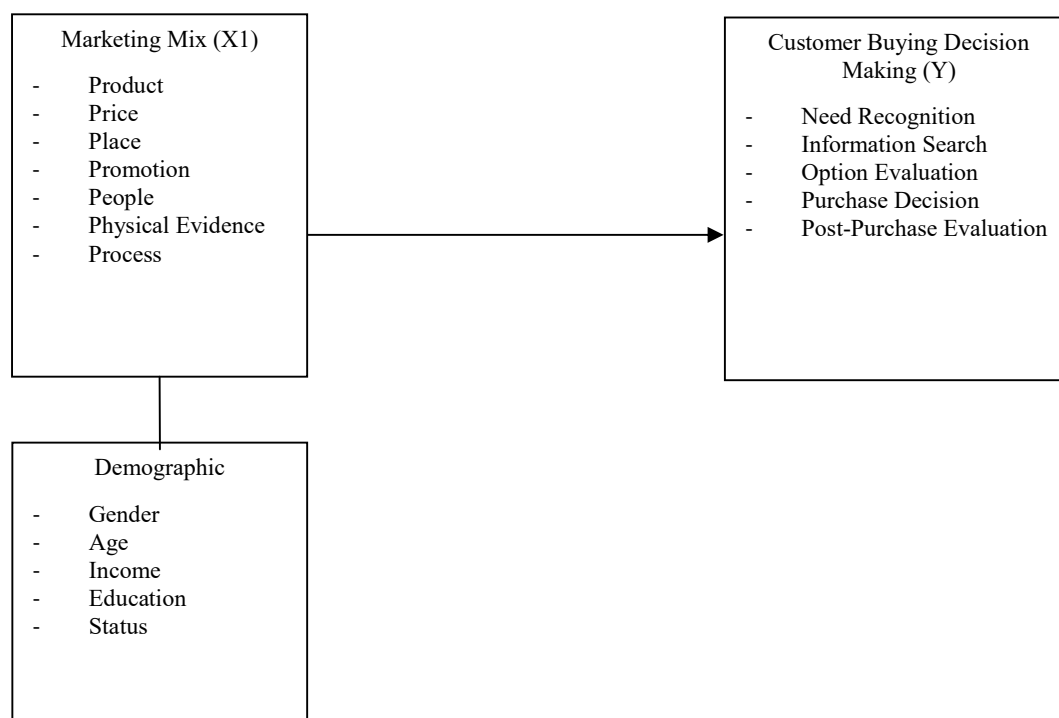 Marketing Mix (X1)
- Product
- Price
- Place
- Promotion
- People
- Physical Evidence
- Process
Customer Buying Decision
Making (Y)
- Need Recognition
- Information Search
- Option Evaluation
- Purchase Decision
- Post-Purchase Evaluation
Demographic
- Gender
- Age
- Income
- Education
- Status